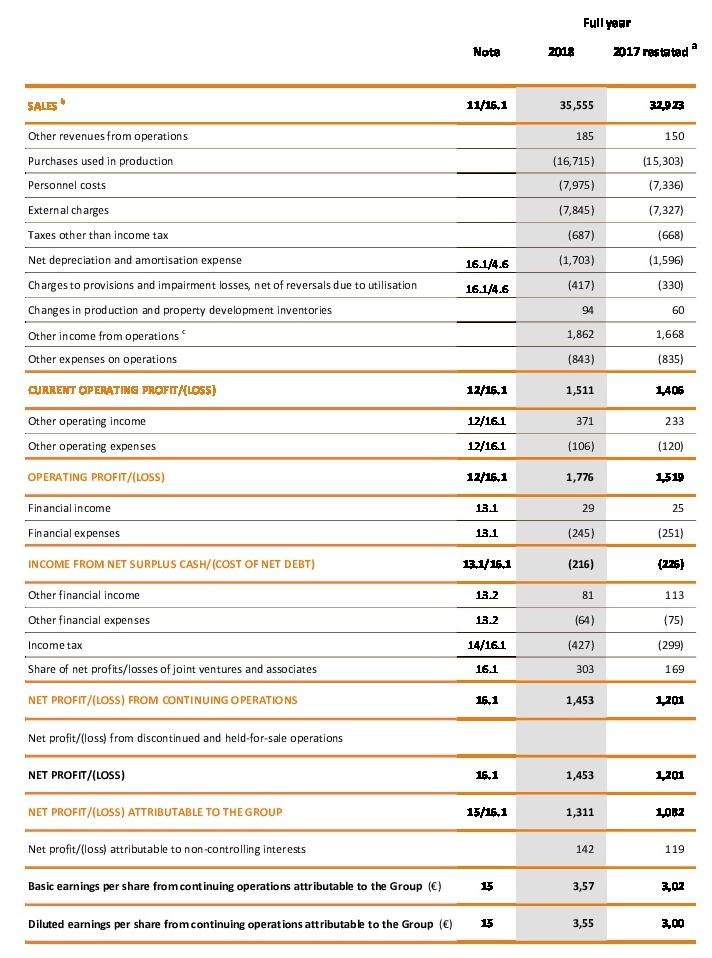 Full year
Note 2018 2017 restated a
SALES b 11/16.1 35,555 32,923
Other revenues from operations 185 150
Purchases used in production (16,715) (15,303)
Personnel costs (7,975) (7,336)
External charges (7,845) (7,327)
Taxes other than income tax (687) (668)
Net depreciation and amortisation expense 16.1/4.6 (1,703) (1,596)
Charges to provisions and impairment losses, net of reversals due to utilisation 16.1/4.6 (417) (330)
Changes in production and property development inventories 94 60
Other income from operations c 1,862 1,668
Other expenses on operations (843) (835)
CURRENT OPERATING PROFIT/(LOSS) 12/16.1 1,511 1,406
Other operating income 12/16.1 371 233
Other operating expenses 12/16.1 (106) (120)
OPERATING PROFIT/(LOSS) 12/16.1 1,776 1,519
Financial income 13.1 29 25
Financial expenses 13.1 (245) (251)
INCOME FROM NET SURPLUS CASH/(COST OF NET DEBT) 13.1/16.1 (216) (226)
Other financial income 13.2 81 113
Other financial expenses 13.2 (64) (75)
Income tax 14/16.1 (427) (299)
Share of net profits/losses of joint ventures and associates 16.1 303 169
NET PROFIT/(LOSS) FROM CONTINUING OPERATIONS 16.1 1,453 1,201
Net profit/(loss) from discontinued and held-for-sale operations
NET PROFIT/(LOSS) 16.1 1,453 1,201
NET PROFIT/(LOSS) ATTRIBUTABLE TO THE GROUP 15/16.1 1,311 1,082
Net profit/(loss) attributable to non-controlling interests 142 119
Basic earnings per share from continuing operations attributable to the Group (€) 15 3,57 3,02
Diluted earnings per share from continuing operations attributable to the Group (€) 15 3,55 3,00